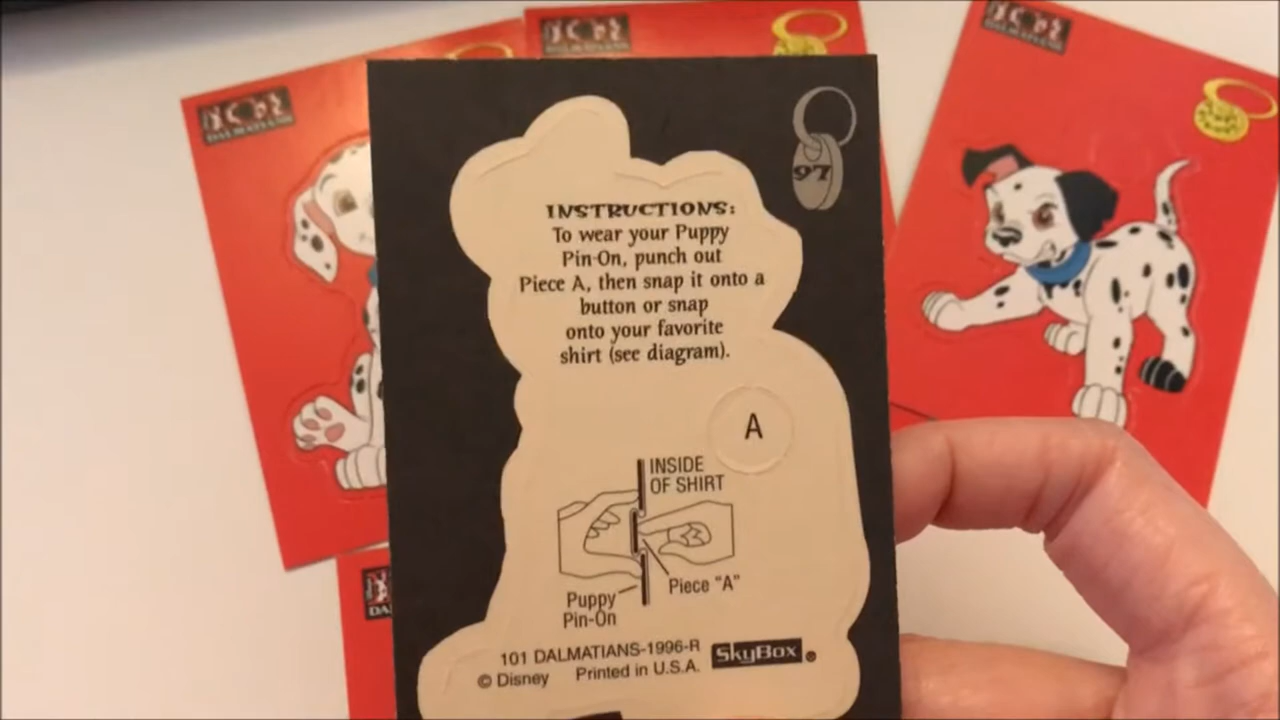 97
INSTRUCTIONS:
To wear your Puppy
Pin-On, punch out
Piece A, then snap it onto a
button or snap
onto your favorite
shirt (see diagram).
A
INSIDE
OF SHIRT
Piece "A"
Puppy
Pin-On
101 DALMATIANS-1996-R
© Disney Printed in U.S.A.
SkyBox
101
DALMATIANS